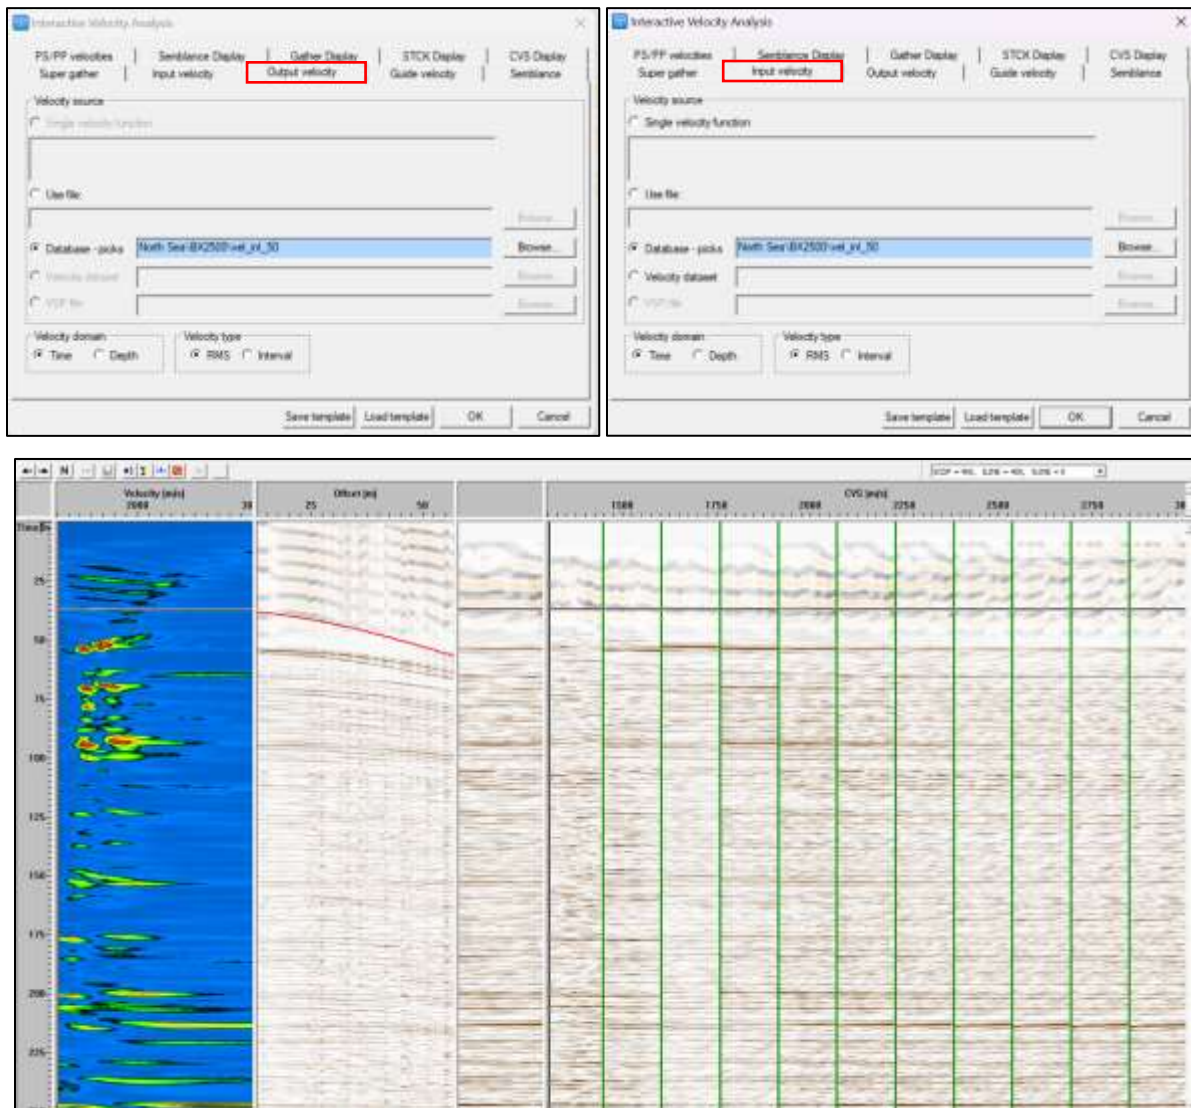 Interactive Velocity Analysis
PS/PP velocities Semblance Display Gather Display STCK Display CVS Display
Super gather Input velocity Output velocity Guide velocity Semblance
Velocity source
Single velocity function
Use file:
Browse...
Database - picks North Sea\BX2500\vel_inl_50 Browse...
Velocity dataset Browse...
VSP file Browse...
Velocity domain Velocity type
Time Depth RMS Interval
Save template Load template OK Cancel
Interactive Velocity Analysis
PS/PP velocities Semblance Display Gather Display STCK Display CVS Display
Super gather Input velocity Output velocity Guide velocity Semblance
Velocity source
Single velocity function
Use file:
Browse...
Database - picks North Sea\BX2500\vel_inl_50 Browse...
Velocity dataset Browse...
VSP file Browse...
Velocity domain Velocity type
Time Depth RMS Interval
Save template Load template OK Cancel
N
Velocity (m/s) Offset (m) CVS (m/s)
2000 30 25 50 1500 1750 2000 2250 2500 2750 30
25
50
75
100
125
150
175
200
225